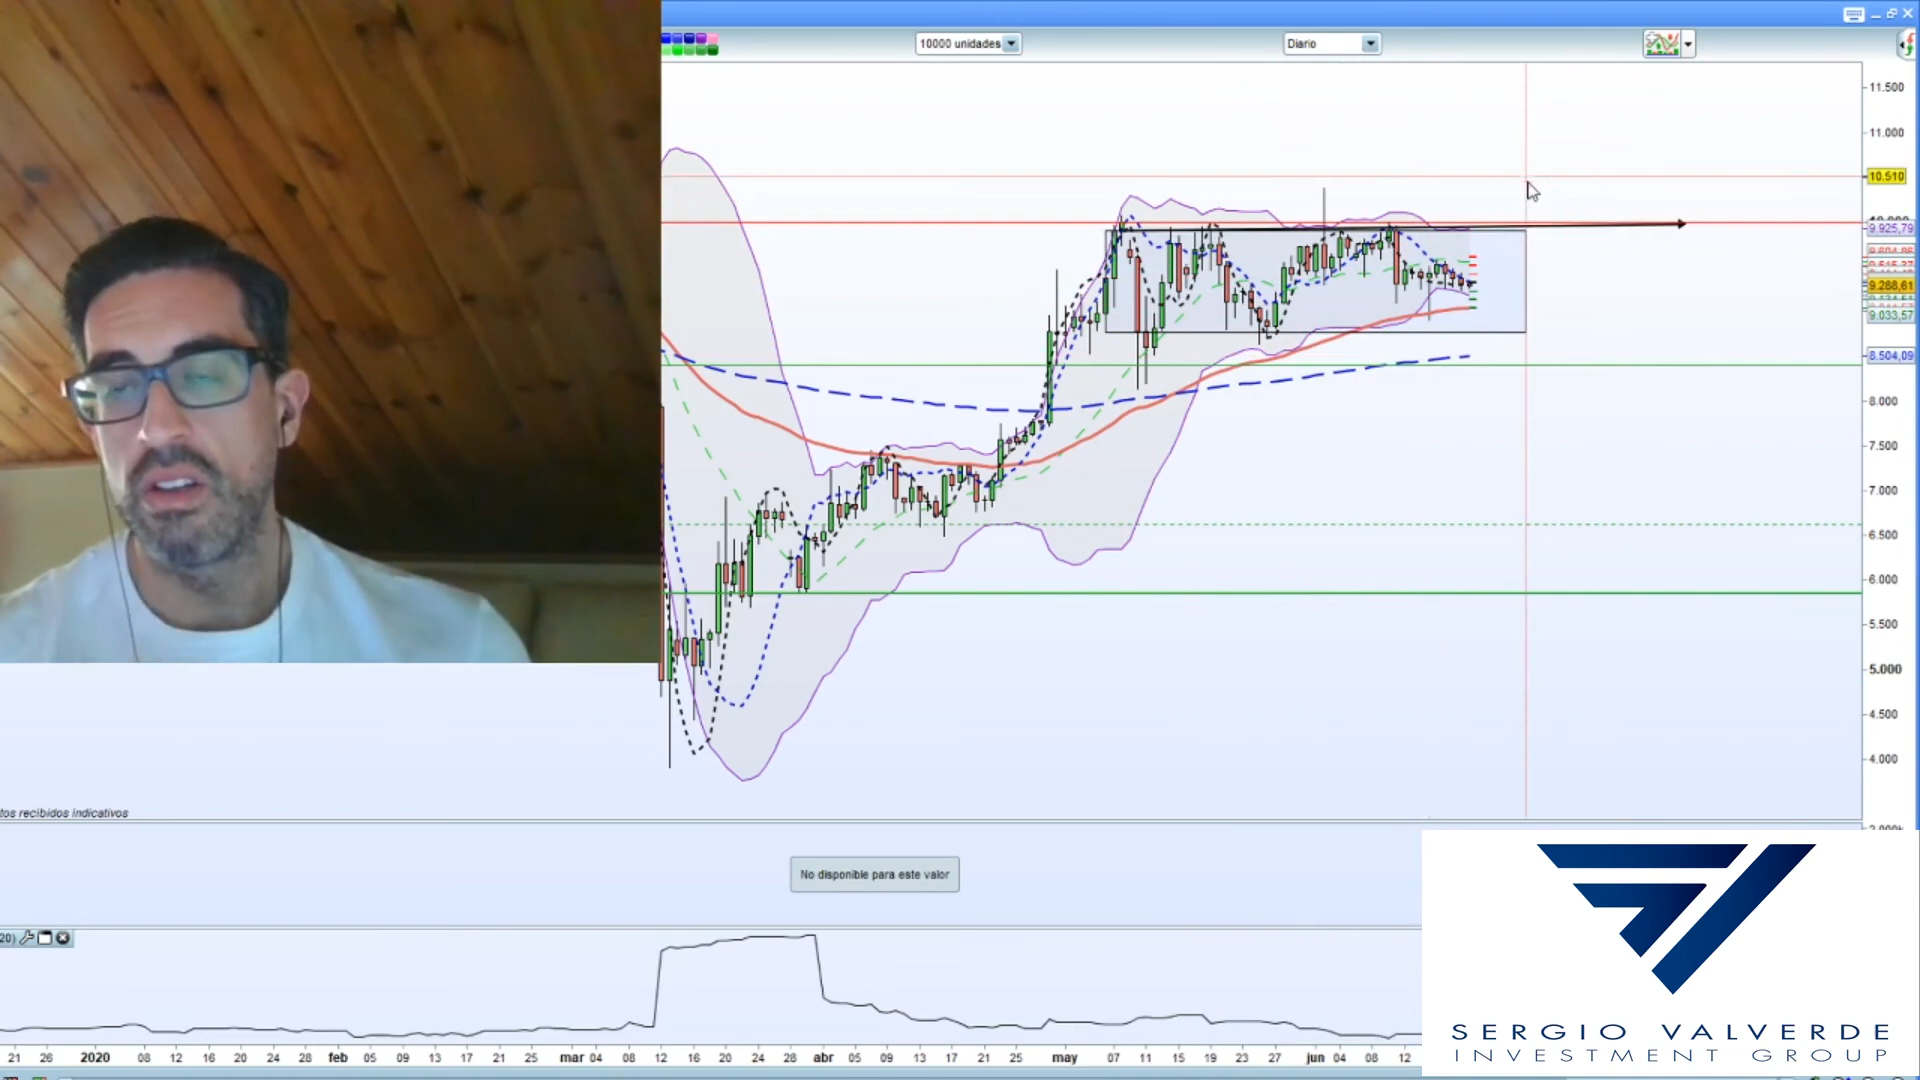 10000 unidades
Diario
11.500
11.000
10.510
9.925,79
9.288,61
9.033,57
8.504,09
8.000
7.500
7.000
6.500
6.000
5.500
5.000
4.500
4.000
tos recibidos indicativos
No disponible para este valor
20)
21 26 2020 08 12 16 20 24 28 feb 05 09 13 17 21 25 mar 04 08 12 16 20 24 28 abr 05 09 13 17 21 25 may 07 11 15 19 23 27 jun 04 08 12
SERGIO VALVERDE
INVESTMENT GROUP